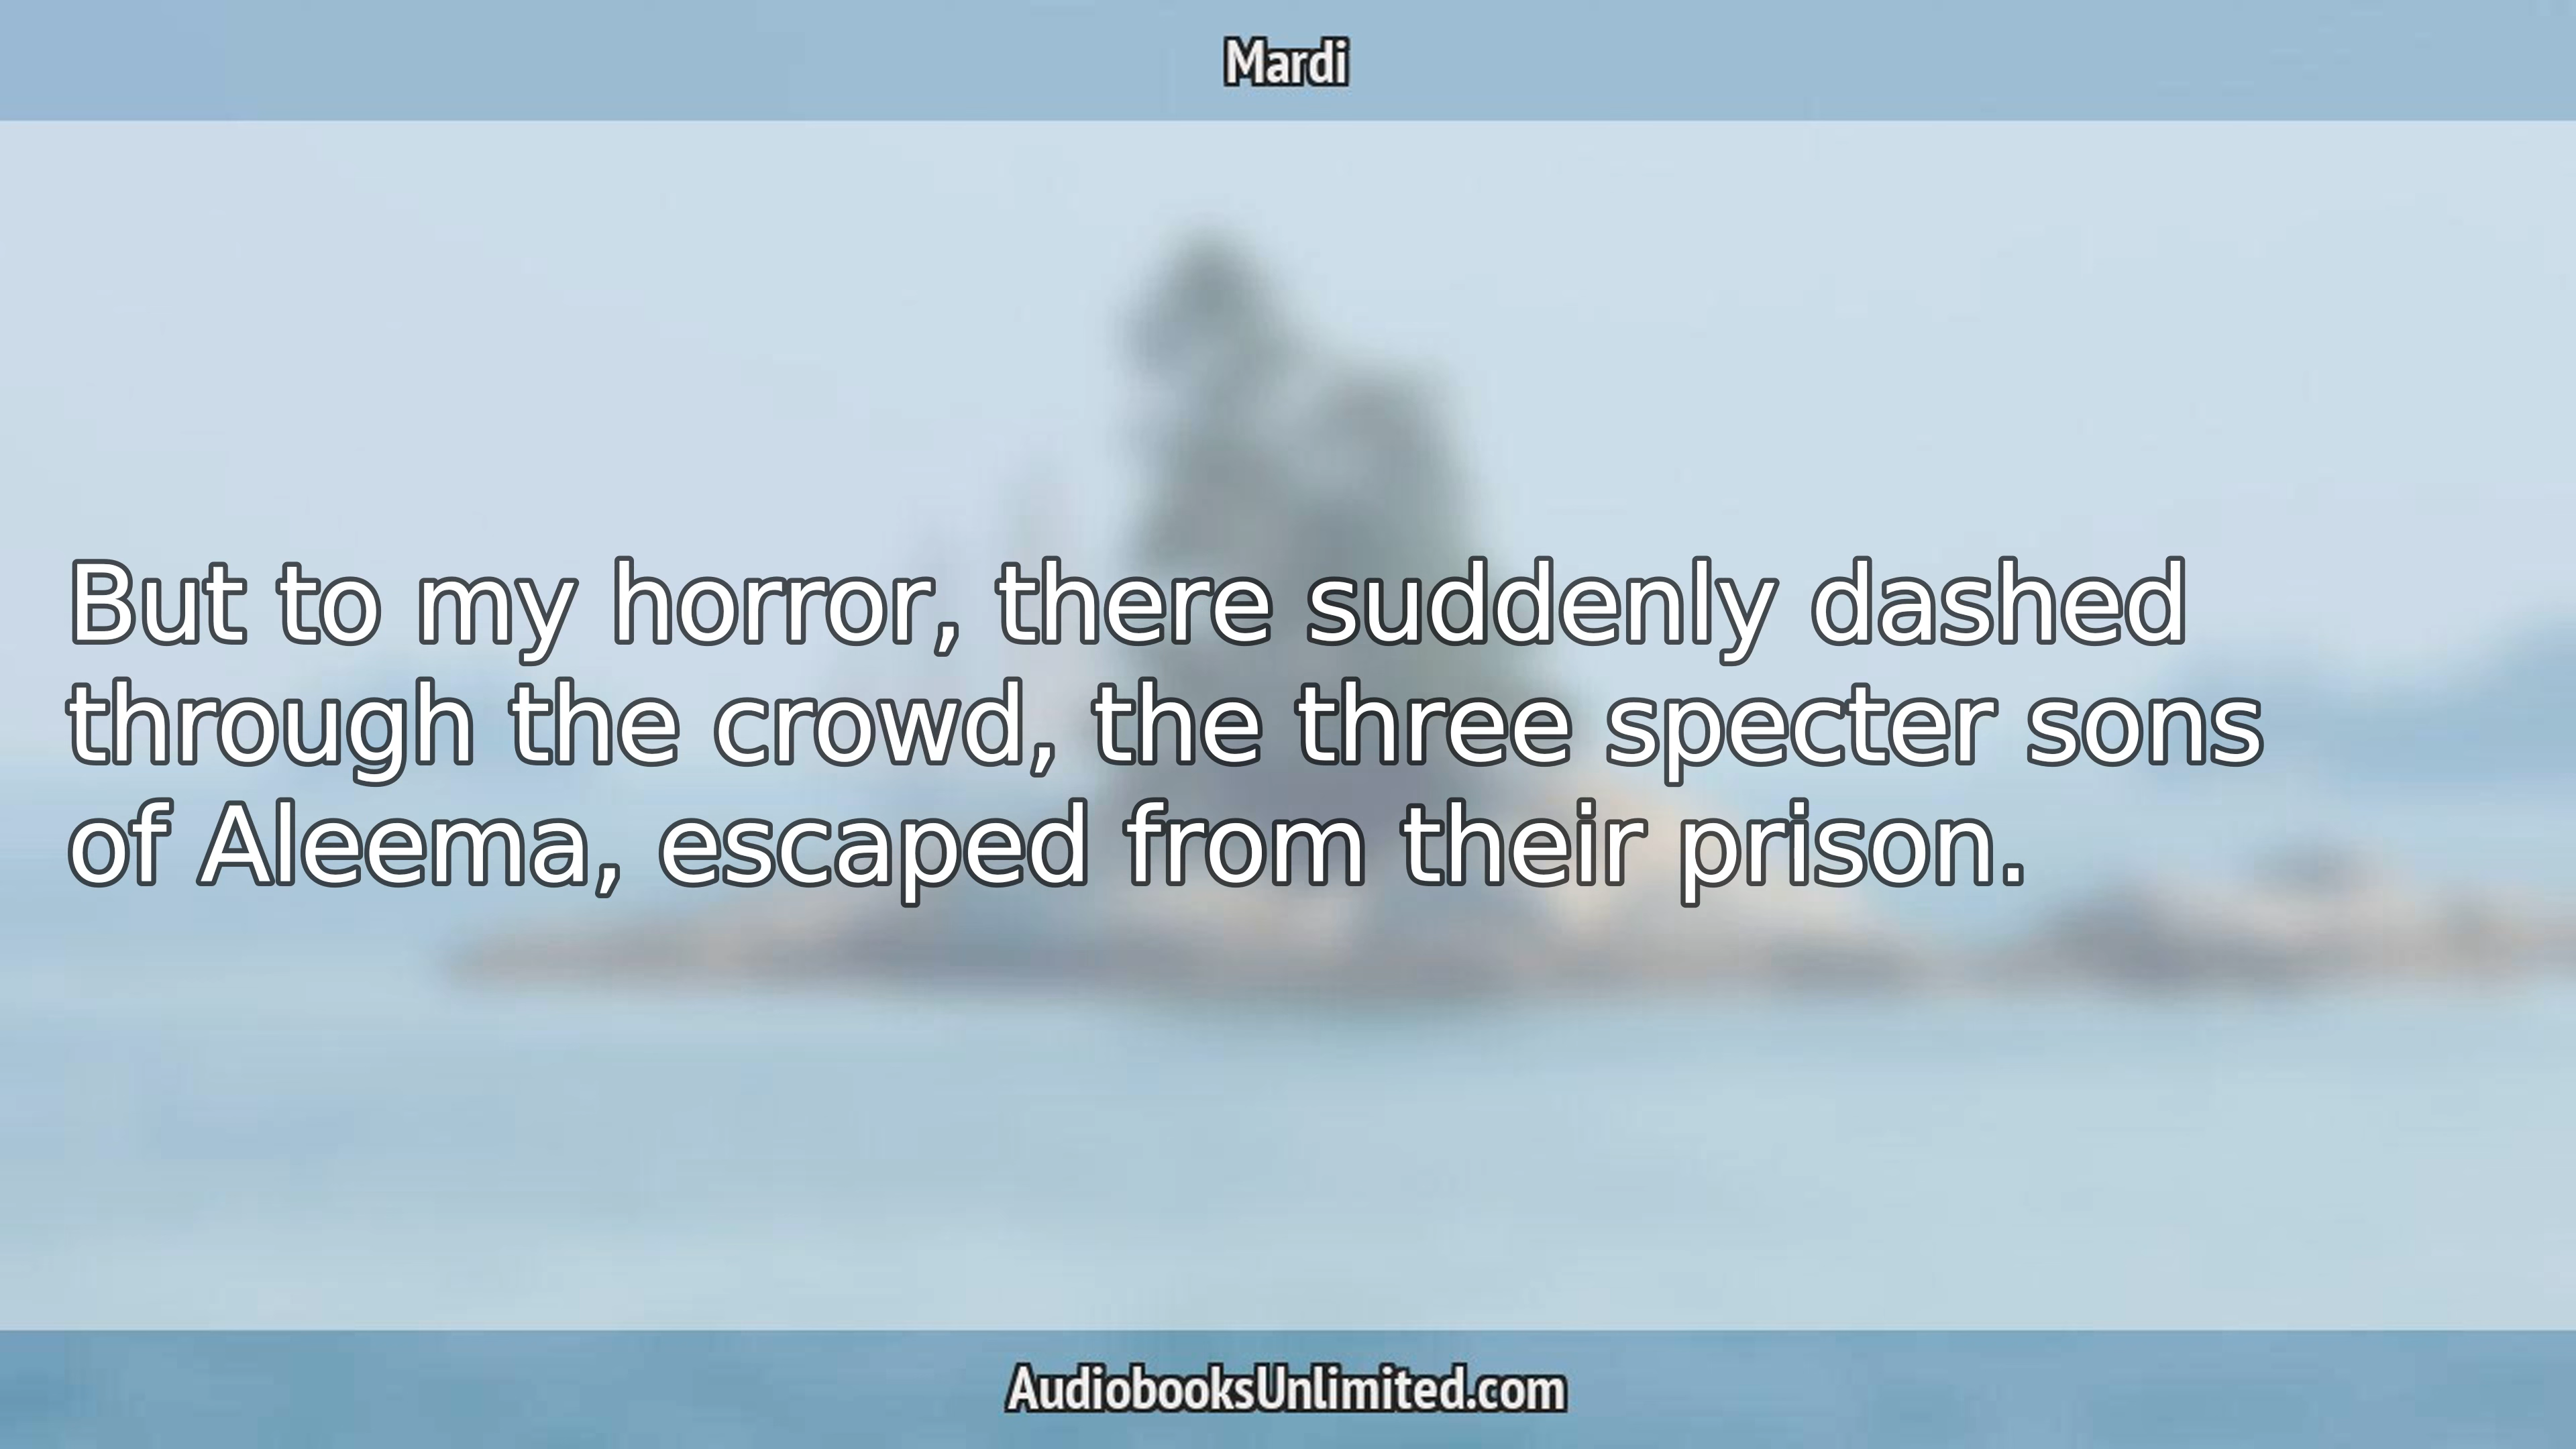 Mardi
But to my horror, there suddenly dashed
through the crowd, the three specter sons
of Aleema, escaped from their prison.
AudiobooksUnlimited.com